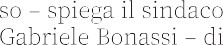 so – spiega il sindaco
Gabriele Bonassi – di